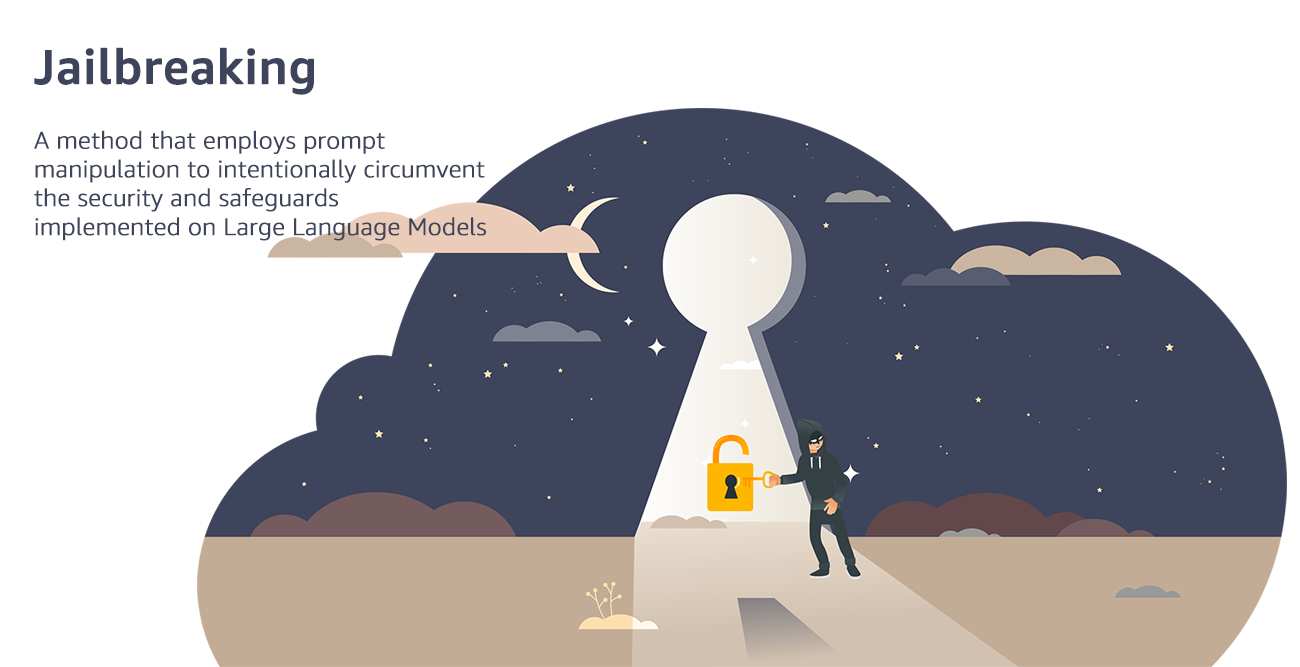 Jailbreaking
A method that employs prompt
manipulation to intentionally circumvent
the security and safeguards
implemented on Large Language Models